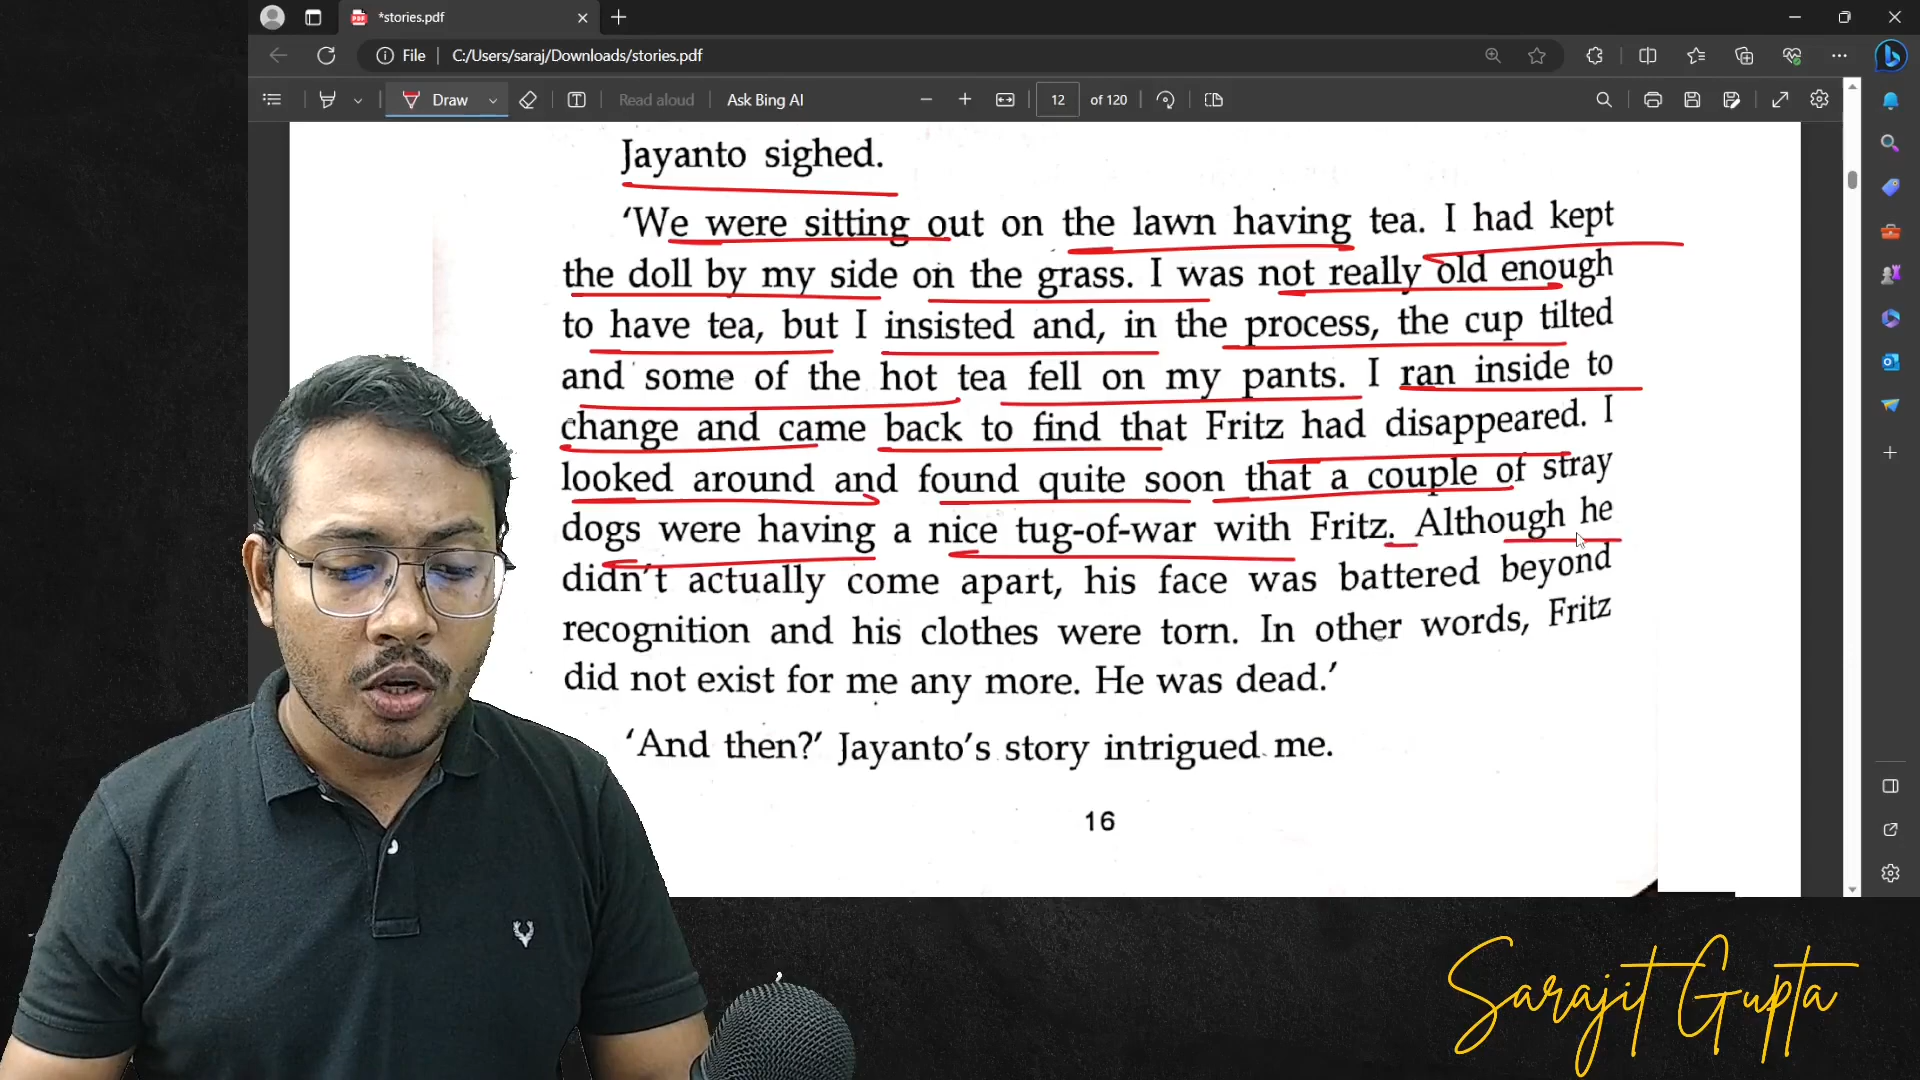 *stories.pdf
File C:/Users/saraj/Downloads/stories.pdf
Draw Read aloud Ask Bing AI 12 of 120
Jayanto sighed.
‘We were sitting out on the lawn having tea. I had kept
the doll by my side on the grass. I was not really old enough
to have tea, but I insisted and, in the process, the cup tilted
and some of the hot tea fell on my pants. I ran inside to
change and came back to find that Fritz had disappeared. I
looked around and found quite soon that a couple of stray
dogs were having a nice tug-of-war with Fritz. Although he
didn’t actually come apart, his face was battered beyond
recognition and his clothes were torn. In other words, Fritz
did not exist for me any more. He was dead.’
‘And then?’ Jayanto’s story intrigued me.
16
Sarajit Gupta